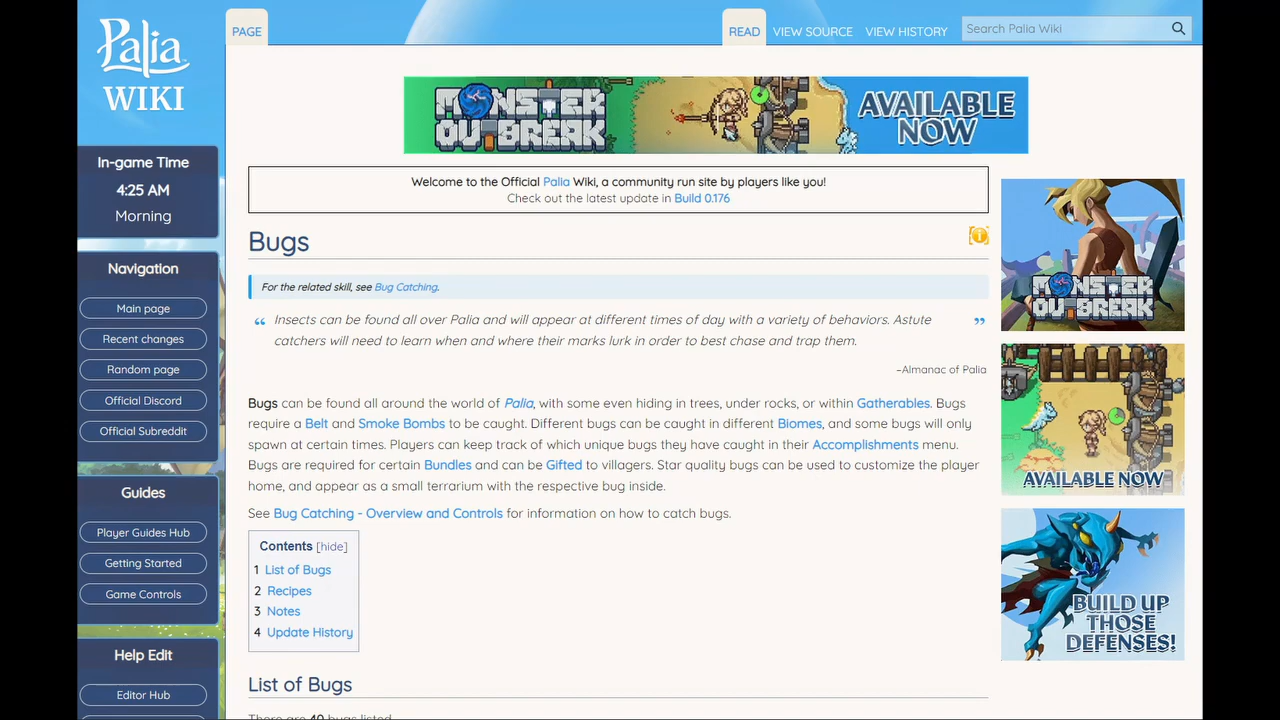 Palia
WIKI
PAGE
READ
VIEW SOURCE
VIEW HISTORY
Search Palia Wiki
MONSTER
OUTBREAK
AVAILABLE
NOW
In-game Time
4:25 AM
Morning
Navigation
Main page
Recent changes
Random page
Official Discord
Official Subreddit
Guides
Player Guides Hub
Getting Started
Game Controls
Help Edit
Editor Hub
Welcome to the Official Palia Wiki, a community run site by players like you!
Check out the latest update in Build 0.176
Bugs
For the related skill, see Bug Catching.
“ Insects can be found all over Palia and will appear at different times of day with a variety of behaviors. Astute ”
catchers will need to learn when and where their marks lurk in order to best chase and trap them.
–Almanac of Palia
Bugs can be found all around the world of Palia, with some even hiding in trees, under rocks, or within Gatherables. Bugs
require a Belt and Smoke Bombs to be caught. Different bugs can be caught in different Biomes, and some bugs will only
spawn at certain times. Players can keep track of which unique bugs they have caught in their Accomplishments menu.
Bugs are required for certain Bundles and can be Gifted to villagers. Star quality bugs can be used to customize the player
home, and appear as a small terrarium with the respective bug inside.
See Bug Catching - Overview and Controls for information on how to catch bugs.
Contents [hide]
1 List of Bugs
2 Recipes
3 Notes
4 Update History
List of Bugs
There are 40 bugs listed
MONSTER
OUTBREAK
AVAILABLE NOW
BUILD UP
THOSE
DEFENSES!